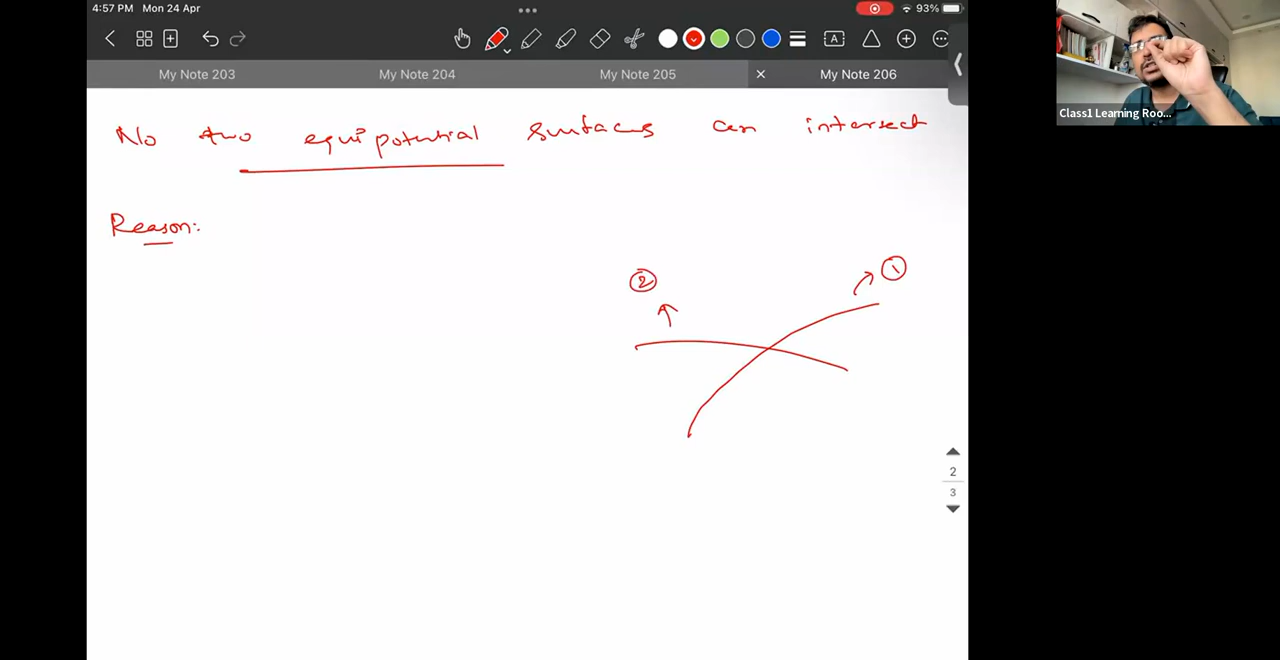 4:57 PM Mon 24 Apr
93%
My Note 203
My Note 204
My Note 205
My Note 206
Class1 Learning Roo...
No two equipotential surfaces can intersect
Reason:
② ①
2
3